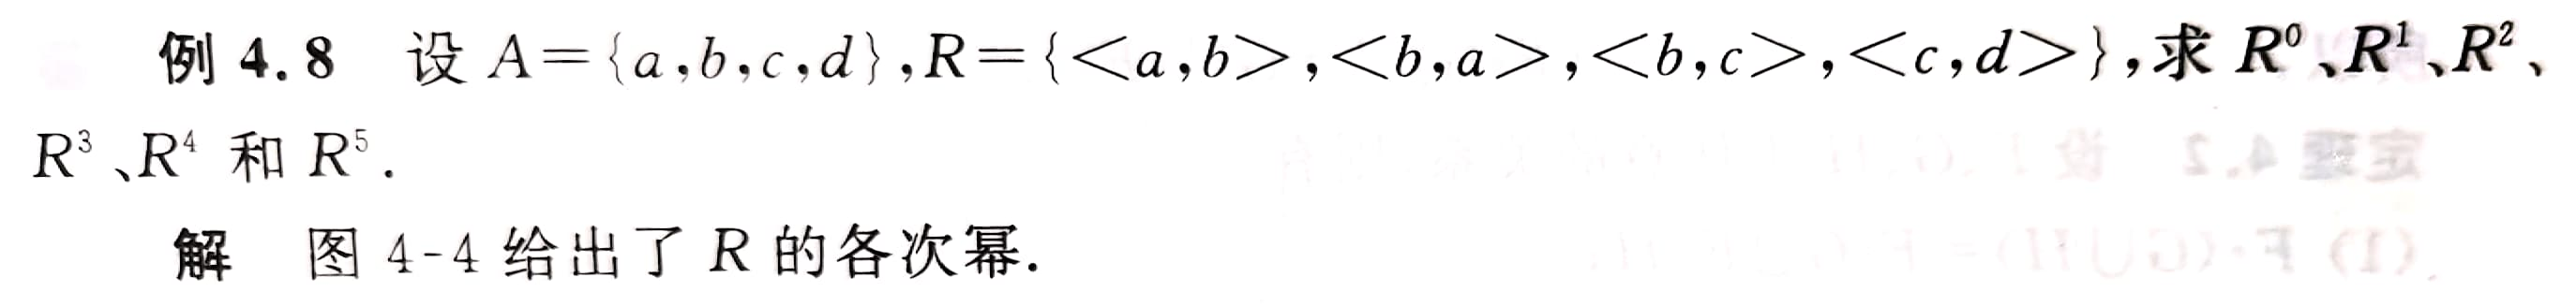 例 4.8 设 A={a,b,c,d},R={<a,b>,<b,a>,<b,c>,<c,d>},求 R⁰、R¹、R²、
R³、R⁴ 和 R⁵.
解 图 4-4 给出了 R 的各次幂.